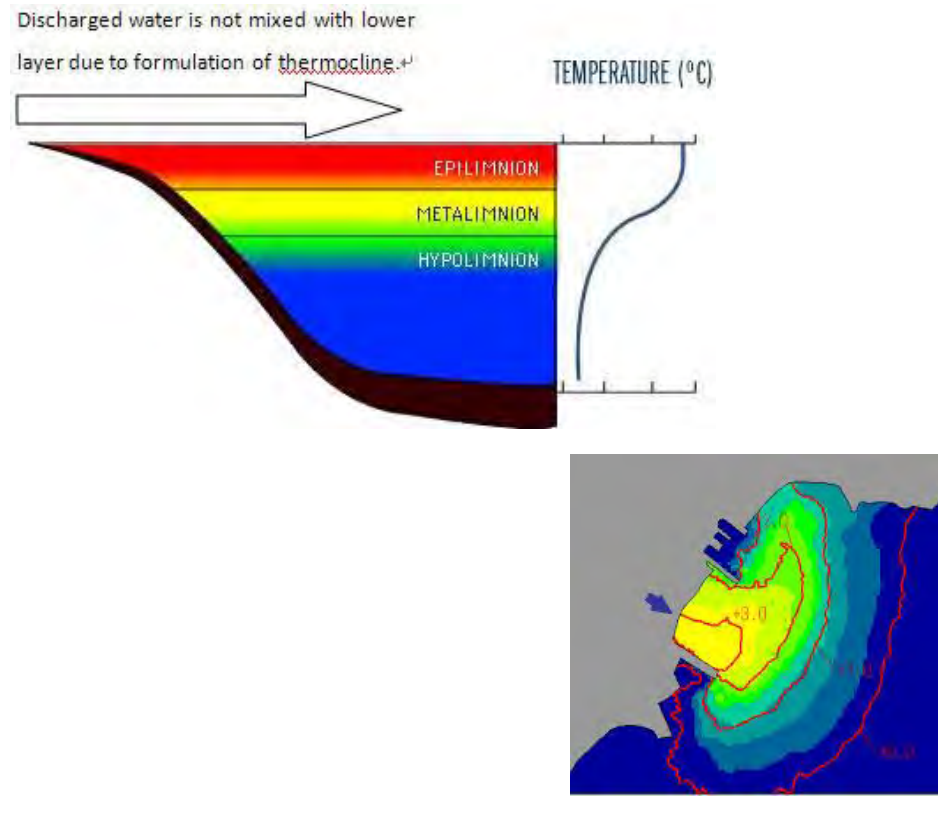 Discharged water is not mixed with lower
layer due to formulation of thermocline.↵
TEMPERATURE (°C)
EPILIMNION
METALIMNION
HYPOLIMNION
+3.0